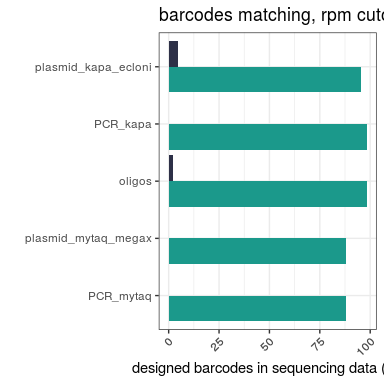 barcodes matching, rpm cuto
plasmid_kapa_ecloni
PCR_kapa
oligos
plasmid_mytaq_megax
PCR_mytaq
0
25
50
75
100
designed barcodes in sequencing data (